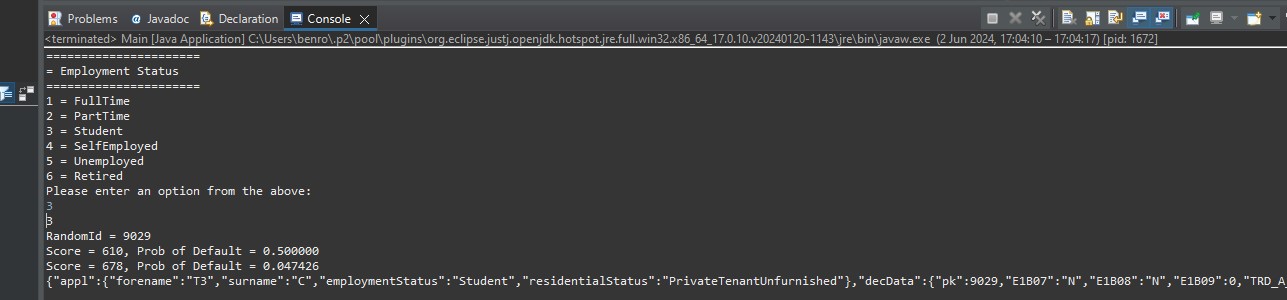 Problems @ Javadoc Declaration Console
<terminated> Main [Java Application] C:\Users\benro\.p2\pool\plugins\org.eclipse.justj.openjdk.hotspot.jre.full.win32.x86_64_17.0.10.v20240120-1143\jre\bin\javaw.exe (2 Jun 2024, 17:04:10 – 17:04:17) [pid: 1672]
======================
= Employment Status
======================
1 = FullTime
2 = PartTime
3 = Student
4 = SelfEmployed
5 = Unemployed
6 = Retired
Please enter an option from the above:
3
3
RandomId = 9029
Score = 610, Prob of Default = 0.500000
Score = 678, Prob of Default = 0.047426
{"appl":{"forename":"T3","surname":"C","employmentStatus":"Student","residentialStatus":"PrivateTenantUnfurnished"},"decData":{"pk":9029,"E1B07":"N","E1B08":"N","E1B09":0,"TRD_A